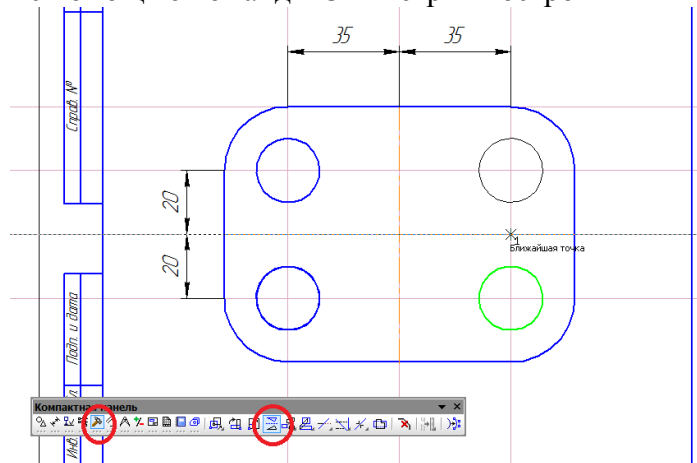 35
35
Справ. №
20
Ближайшая точка
20
Подп. и дата
Компактная панель